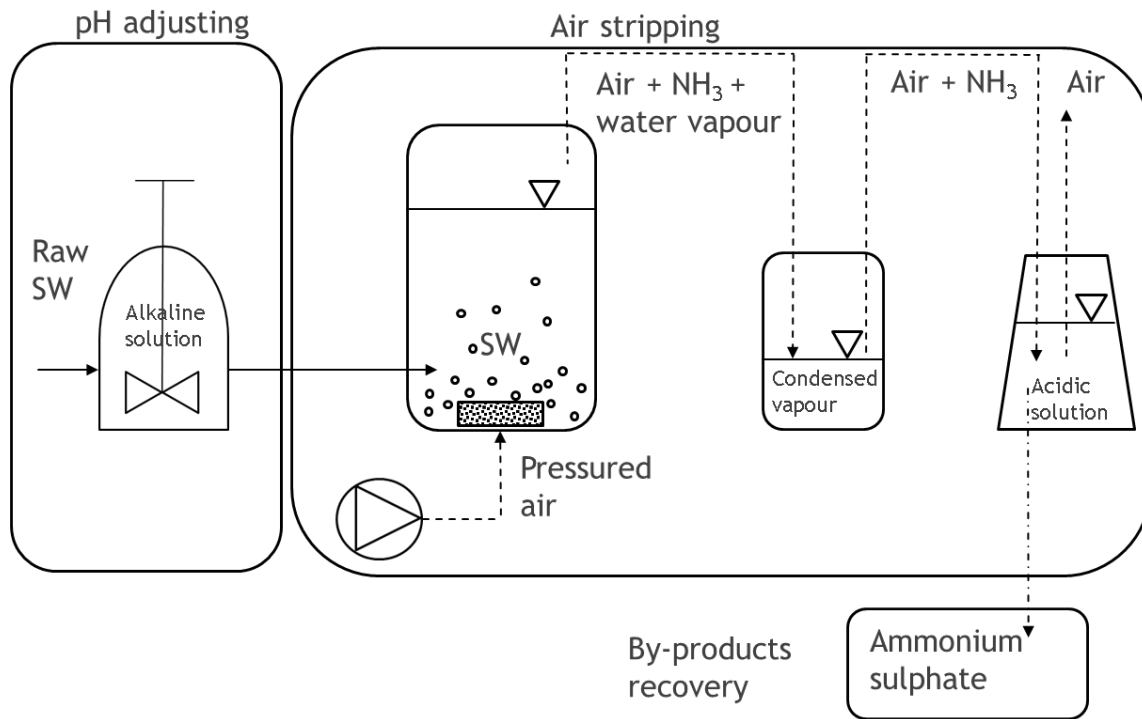 pH adjusting
Air stripping
Air + NH₃ +
water vapour
Air + NH₃
Air
Raw
SW
Alkaline
solution
SW
Condensed
vapour
Acidic
solution
Pressured
air
By-products
recovery
Ammonium
sulphate